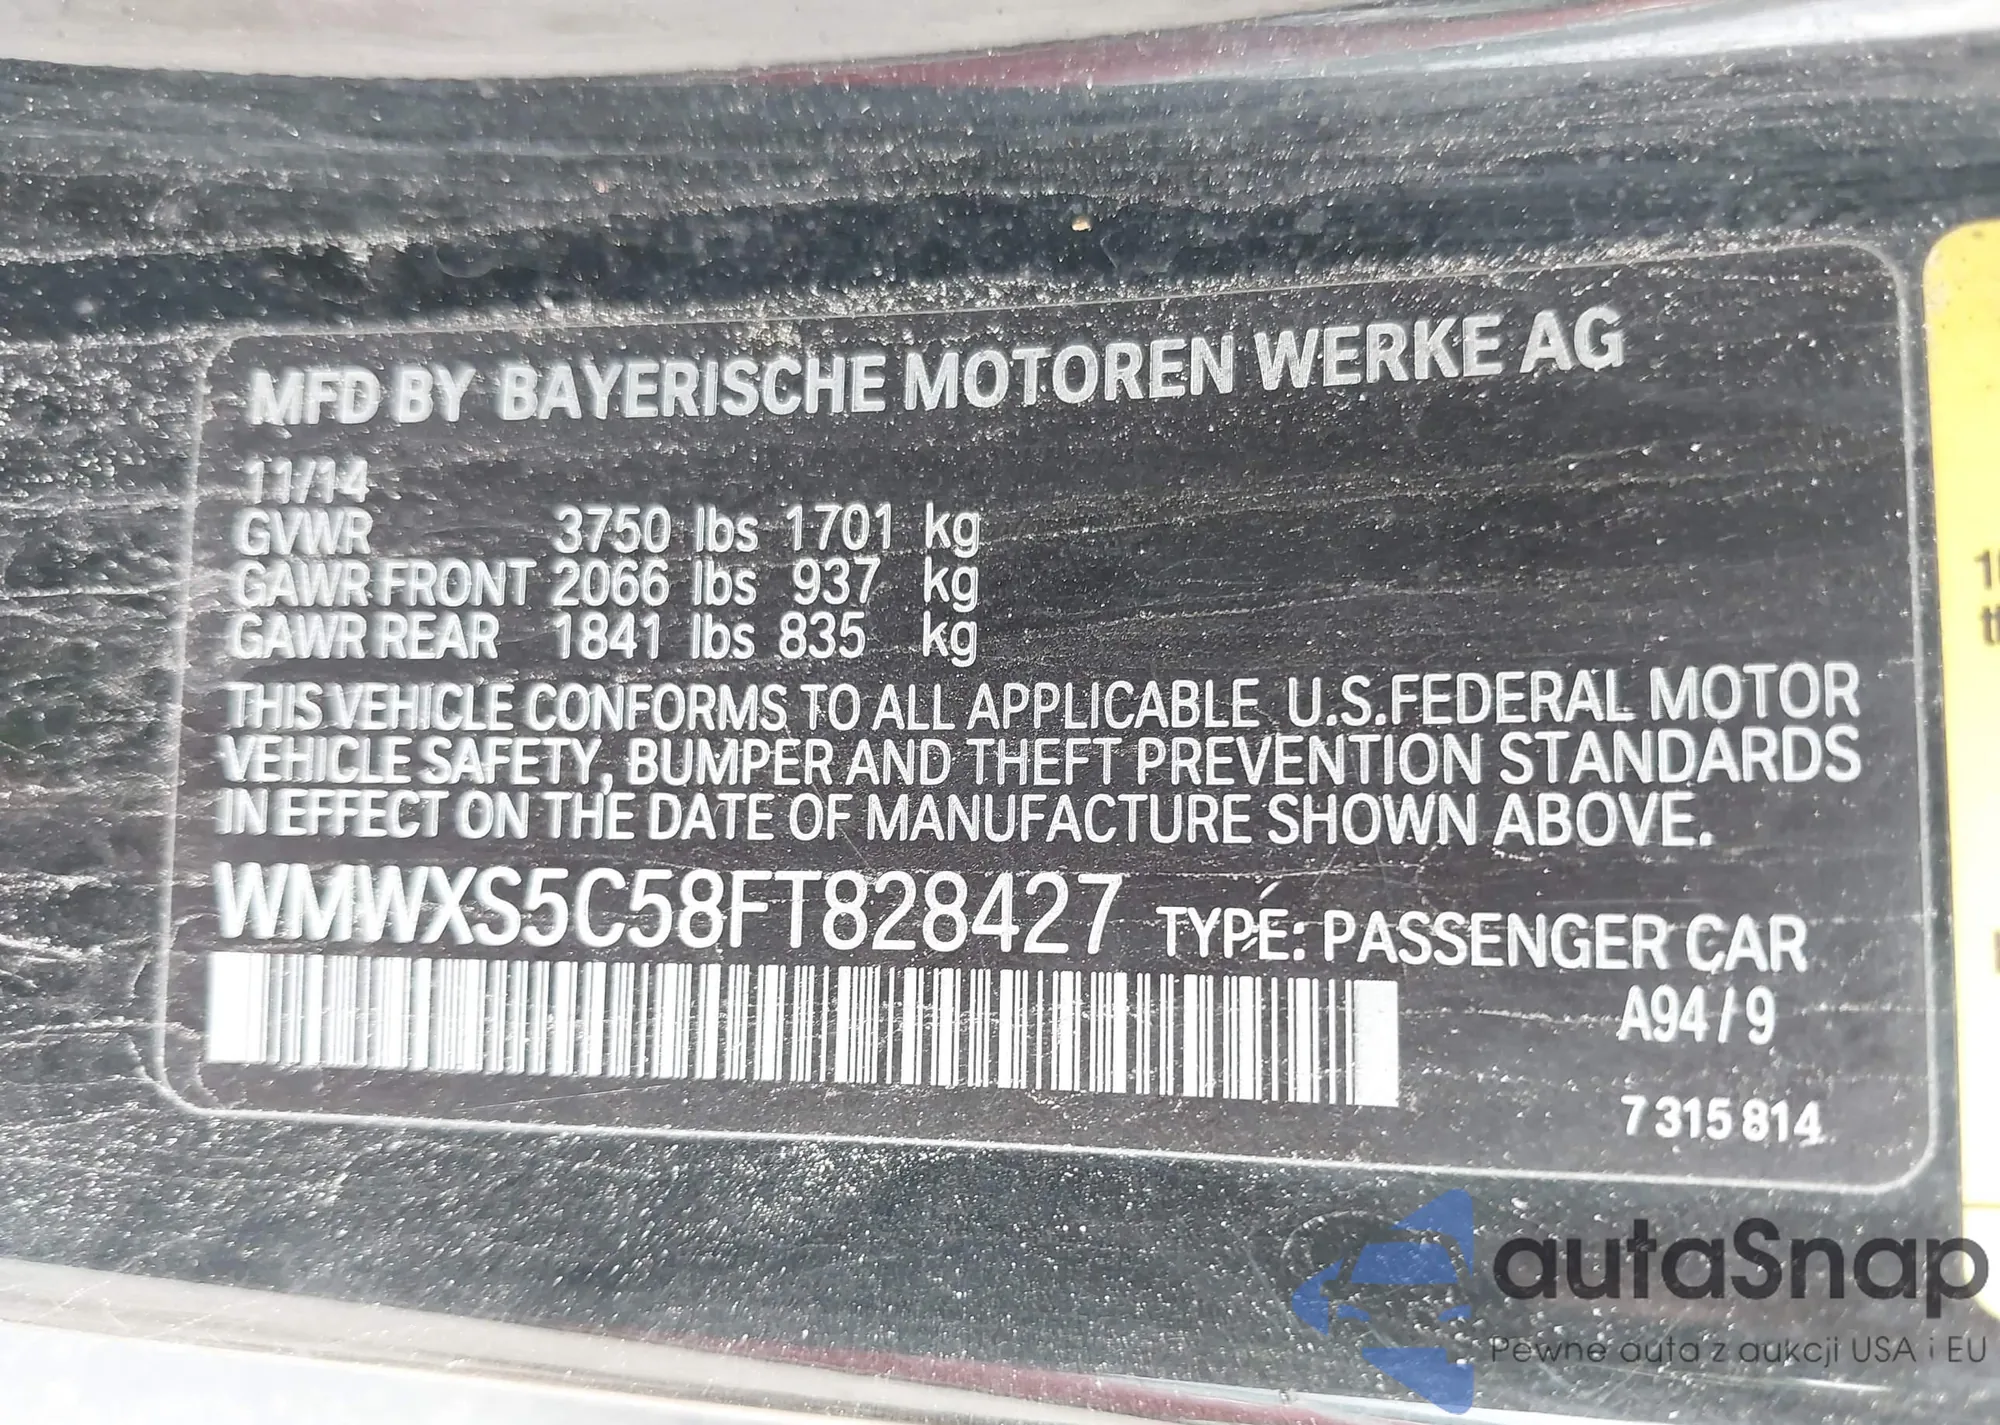 MFD BY BAYERISCHE MOTOREN WERKE AG
11/14
GVWR 3750 lbs 1701 kg
GAWR FRONT 2066 lbs 937 kg
GAWR REAR 1841 lbs 835 kg
THIS VEHICLE CONFORMS TO ALL APPLICABLE U.S.FEDERAL MOTOR
VEHICLE SAFETY, BUMPER AND THEFT PREVENTION STANDARDS
IN EFFECT ON THE DATE OF MANUFACTURE SHOWN ABOVE.
WMWXS5C58FT828427 TYPE: PASSENGER CAR
A94/9
7 315 814
autaSnap
Pewne auta z aukcji USA i EU